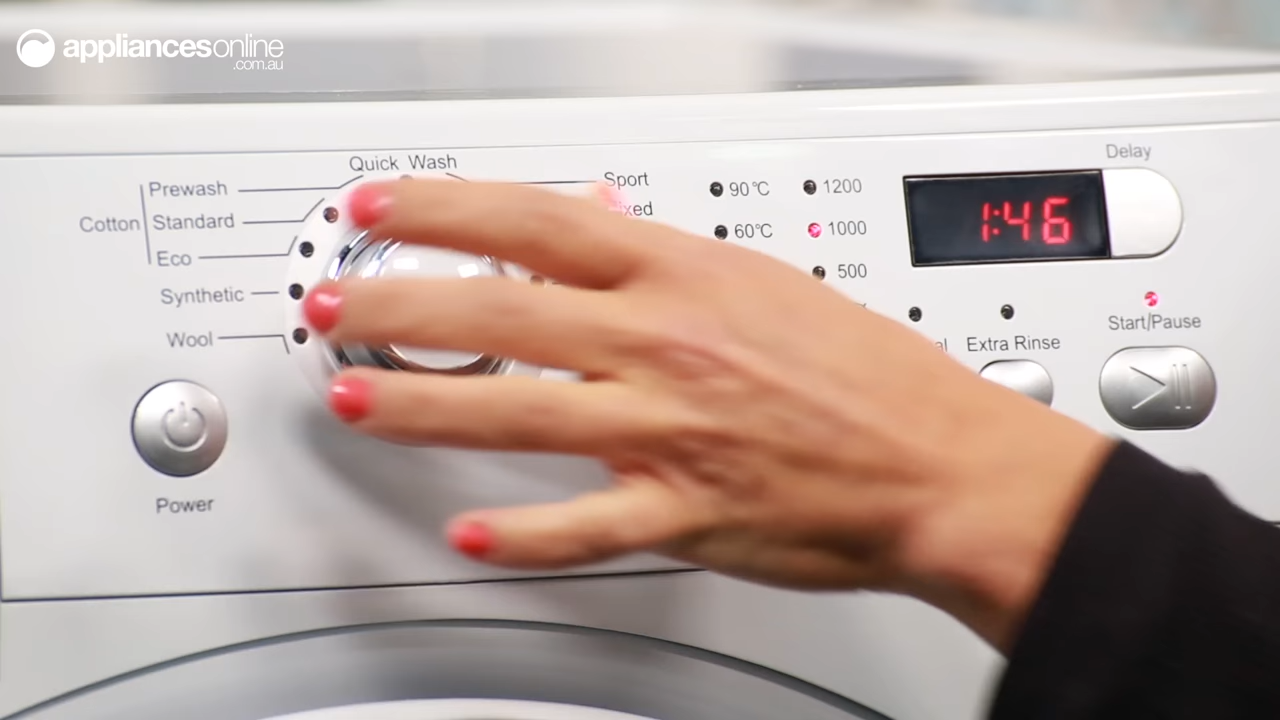 appliancesonline
.com.au
Quick Wash
Prewash
Cotton
Standard
Eco
Synthetic
Wool
Power
Sport
90°C
60°C
1200
1000
500
Delay
1:46
Extra Rinse
Start/Pause